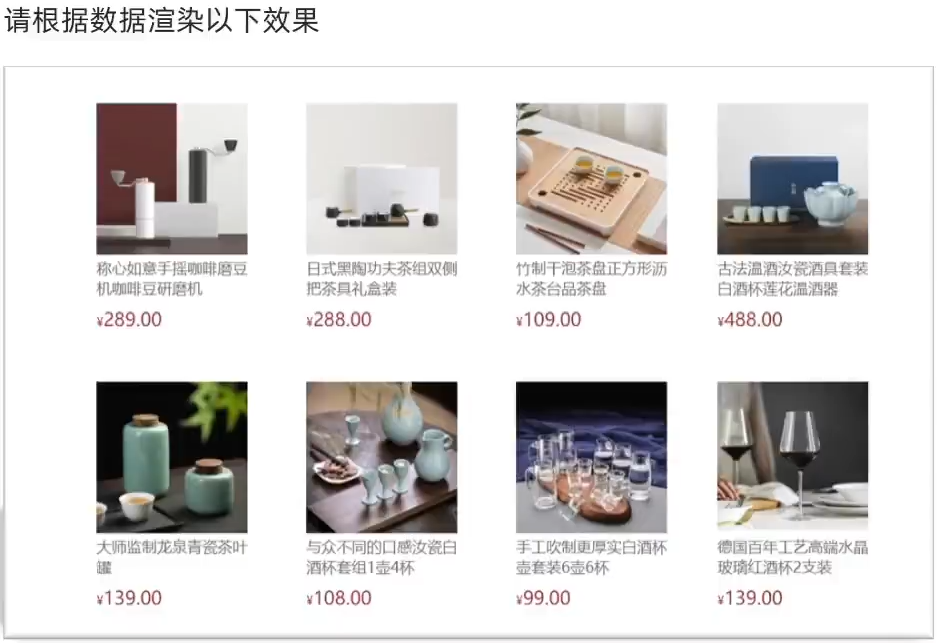 请根据数据渲染以下效果
称心如意手摇咖啡磨豆
机咖啡豆研磨机
¥289.00
日式黑陶功夫茶组双侧
把茶具礼盒装
¥288.00
竹制干泡茶盘正方形沥
水茶台品茶盘
¥109.00
古法温酒汝瓷酒具套装
白酒杯莲花温酒器
¥488.00
大师监制龙泉青瓷茶叶
罐
¥139.00
与众不同的口感汝瓷白
酒杯套组1壶4杯
¥108.00
手工吹制更厚实白酒杯
壶套装6壶6杯
¥99.00
德国百年工艺高端水晶
玻璃红酒杯2支装
¥139.00